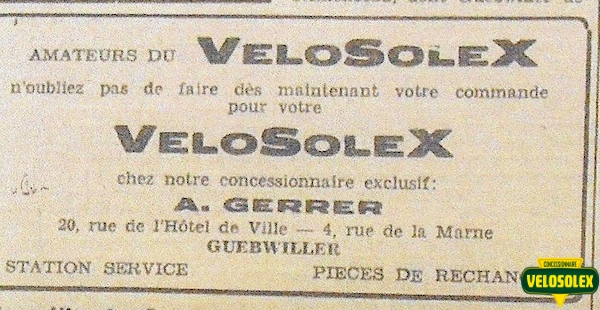 AMATEURS DU VELOSOLEX
n'oubliez pas de faire dès maintenant votre commande
pour votre
VELOSOLEX
chez notre concessionnaire exclusif:
A. GERRER
20, rue de l'Hôtel de Ville — 4, rue de la Marne
GUEBWILLER
STATION SERVICE PIECES DE RECHAN
CONCESSIONNAIRE
VELOSOLEX